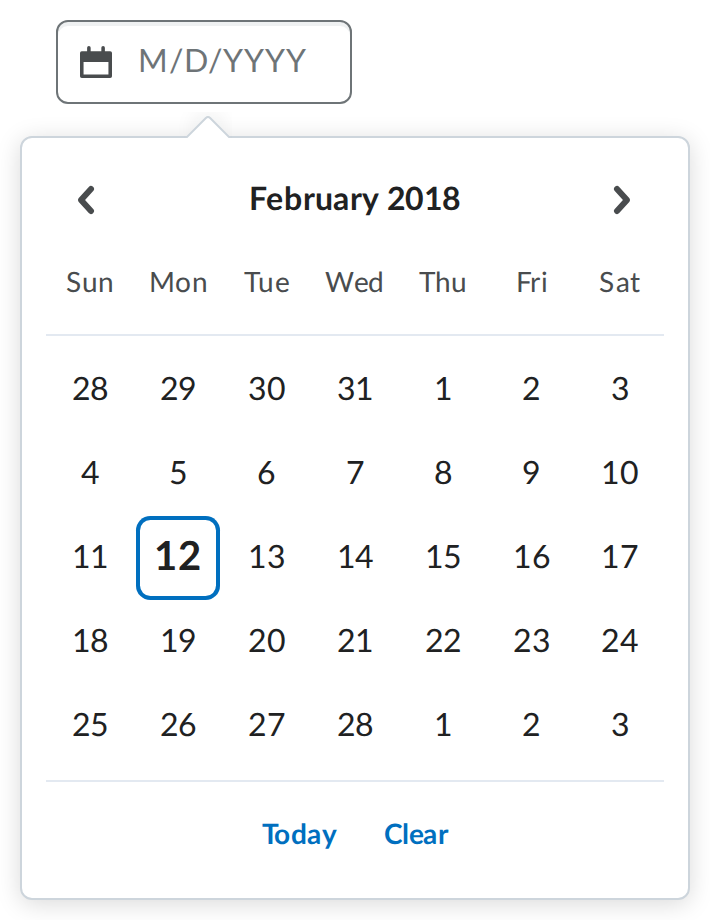 M/D/YYYY
February 2018
Sun Mon Tue Wed Thu Fri Sat
28 29 30 31 1 2 3
4 5 6 7 8 9 10
11 12 13 14 15 16 17
18 19 20 21 22 23 24
25 26 27 28 1 2 3
Today Clear